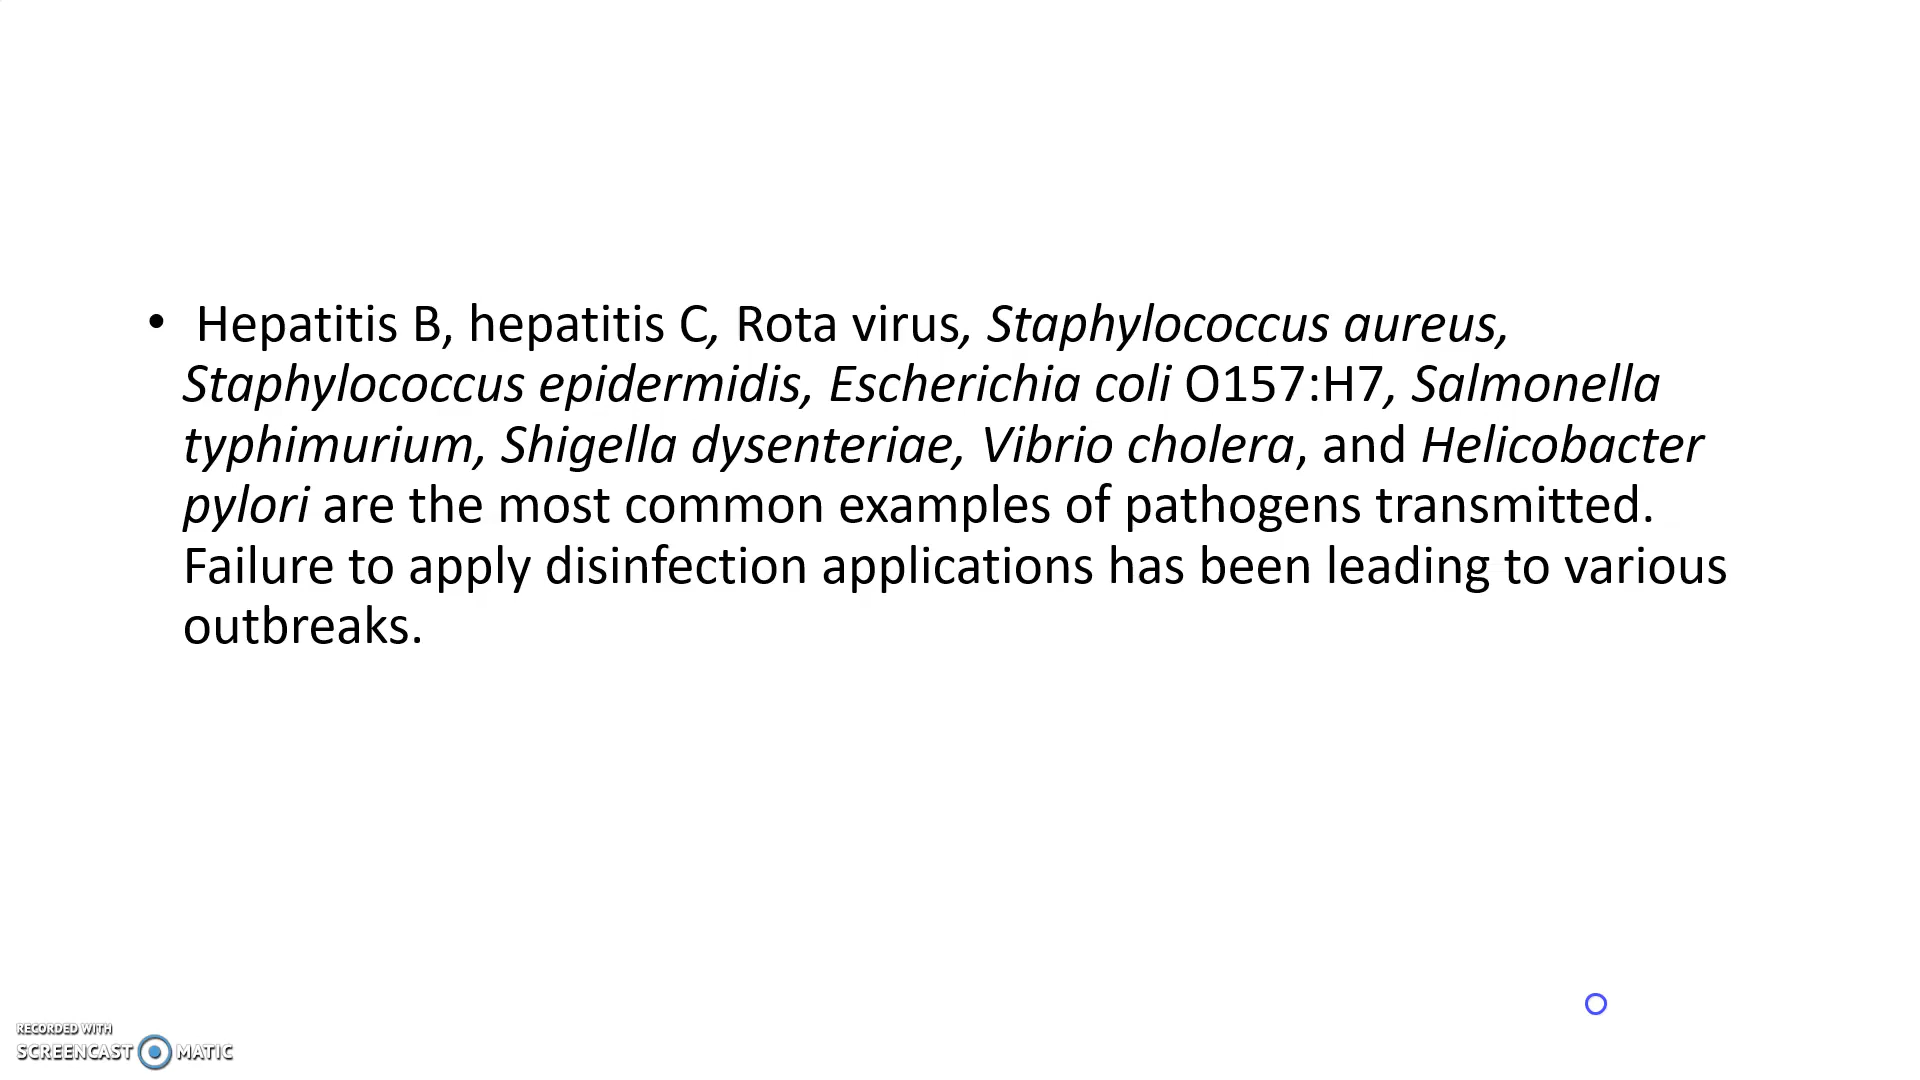 • Hepatitis B, hepatitis C, Rota virus, Staphylococcus aureus,
Staphylococcus epidermidis, Escherichia coli O157:H7, Salmonella
typhimurium, Shigella dysenteriae, Vibrio cholera, and Helicobacter
pylori are the most common examples of pathogens transmitted.
Failure to apply disinfection applications has been leading to various
outbreaks.
RECORDED WITH
SCREENCAST MATIC